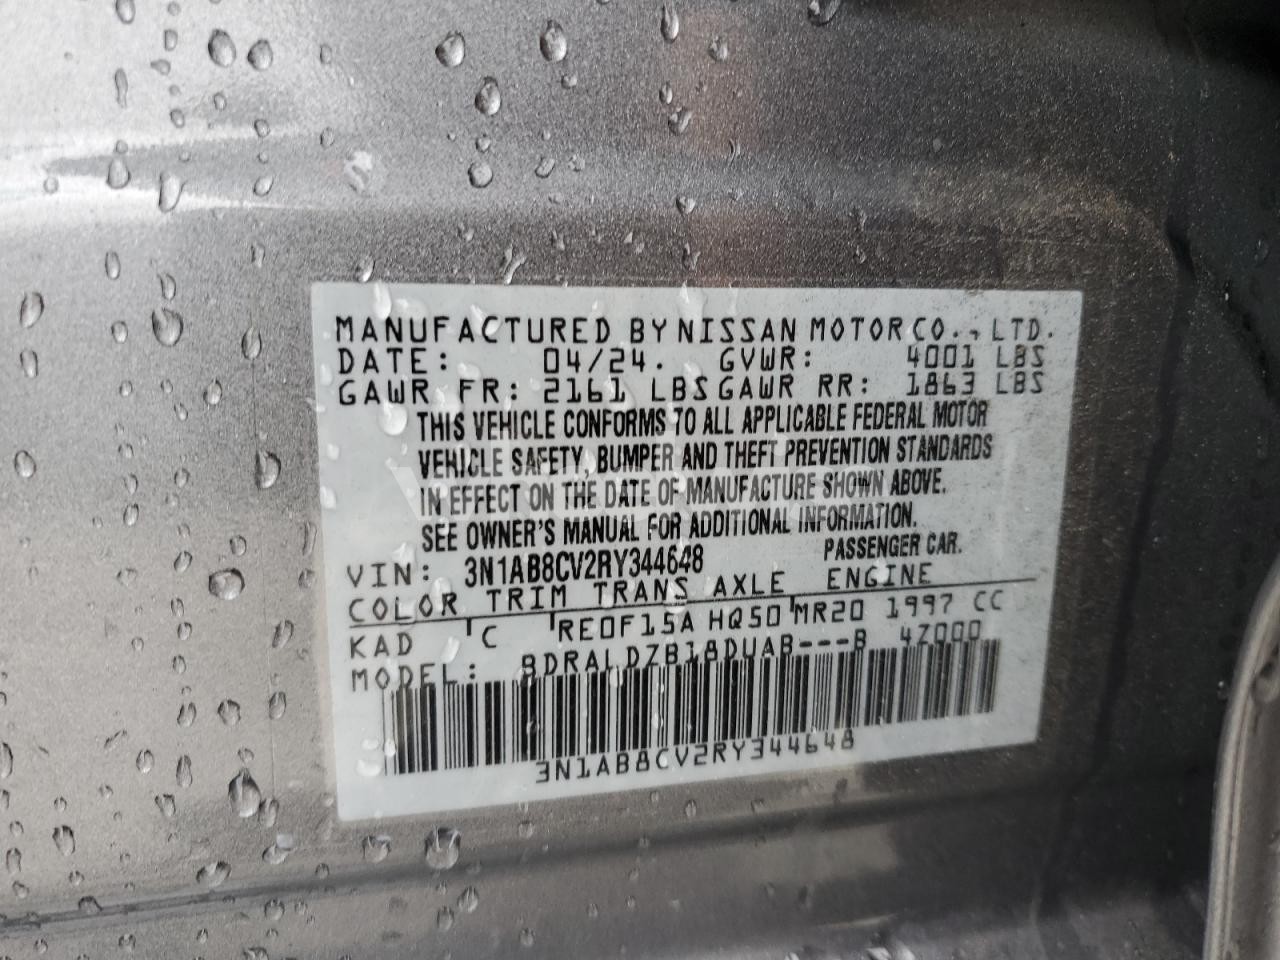 MANUFACTURED BY NISSAN MOTOR CO., LTD.
DATE: 04/24. GVWR: 4001 LBS
GAWR FR: 2161 LBS GAWR RR: 1863 LBS
THIS VEHICLE CONFORMS TO ALL APPLICABLE FEDERAL MOTOR
VEHICLE SAFETY, BUMPER AND THEFT PREVENTION STANDARDS
IN EFFECT ON THE DATE OF MANUFACTURE SHOWN ABOVE.
SEE OWNER'S MANUAL FOR ADDITIONAL INFORMATION.
VIN: 3N1AB8CV2RY344648 PASSENGER CAR.
COLOR TRIM TRANS AXLE ENGINE
KAD C RE0F15A HQ50 MR20 1997 CC
MODEL: BDRALDZB18DUAB---B 4Z000
3N1AB8CV2RY344648